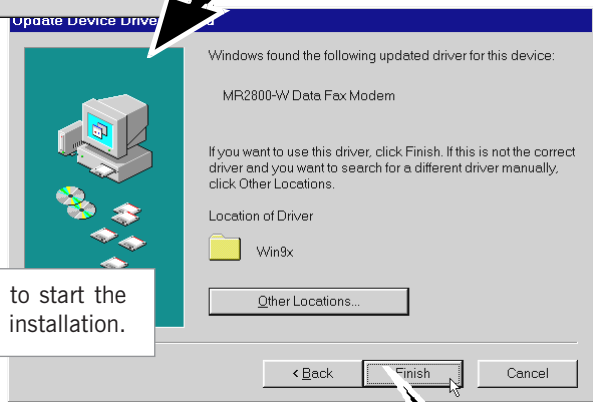 Update Device Drive
Windows found the following updated driver for this device:
MR2800-W Data Fax Modem
If you want to use this driver, click Finish. If this is not the correct
driver and you want to search for a different driver manually,
click Other Locations.
Location of Driver
Win9x
to start the
installation.
Other Locations...
< Back
Finish
Cancel